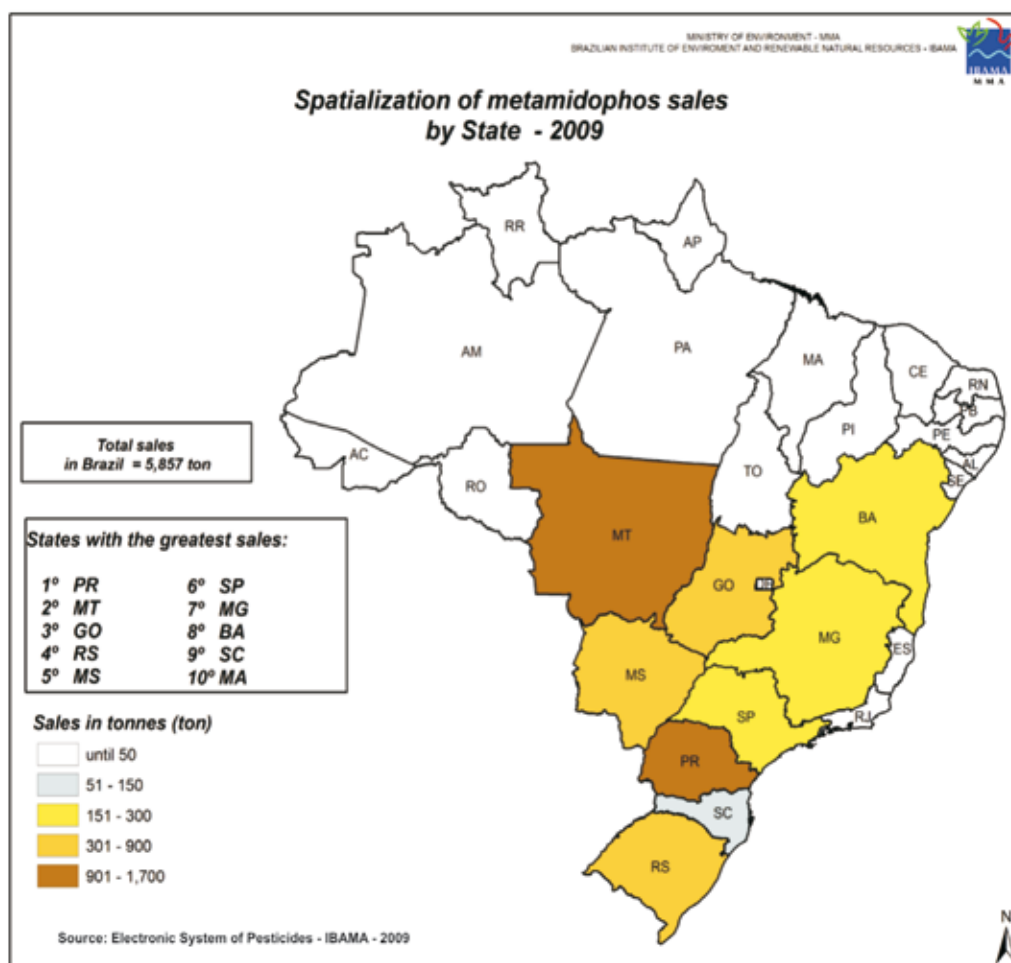 MINISTRY OF ENVIRONMENT - MMA
BRAZILIAN INSTITUTE OF ENVIROMENT AND RENEWABLE NATURAL RESOURCES - IBAMA
IBAMA
M M A
Spatialization of metamidophos sales
by State - 2009
RR
AP
AM
PA
MA
CE
RN
PB
PI
PE
AL
SE
AC
RO
TO
BA
MT
GO
DF
MG
ES
MS
SP
RJ
PR
SC
RS
Total sales
in Brazil = 5,857 ton
States with the greatest sales:
1º PR 6º SP
2º MT 7º MG
3º GO 8º BA
4º RS 9º SC
5º MS 10º MA
Sales in tonnes (ton)
until 50
51 - 150
151 - 300
301 - 900
901 - 1,700
Source: Electronic System of Pesticides - IBAMA - 2009
N